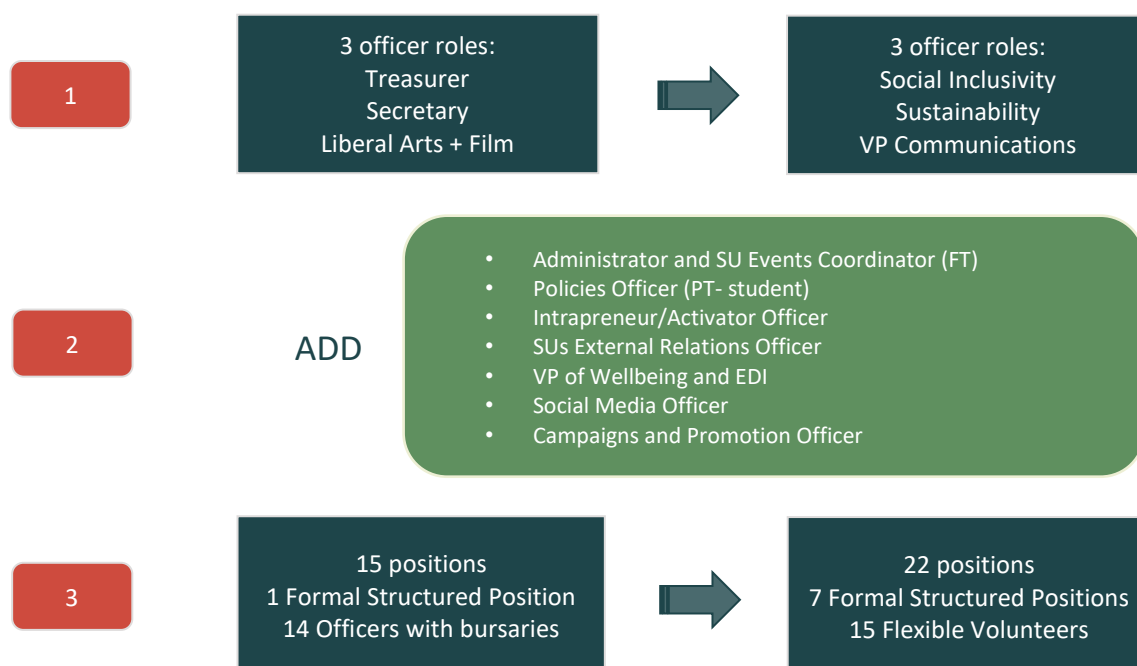 1
3 officer roles:
Treasurer
Secretary
Liberal Arts + Film
3 officer roles:
Social Inclusivity
Sustainability
VP Communications
2
ADD
• Administrator and SU Events Coordinator (FT)
• Policies Officer (PT- student)
• Intrapreneur/Activator Officer
• SUs External Relations Officer
• VP of Wellbeing and EDI
• Social Media Officer
• Campaigns and Promotion Officer
3
15 positions
1 Formal Structured Position
14 Officers with bursaries
22 positions
7 Formal Structured Positions
15 Flexible Volunteers